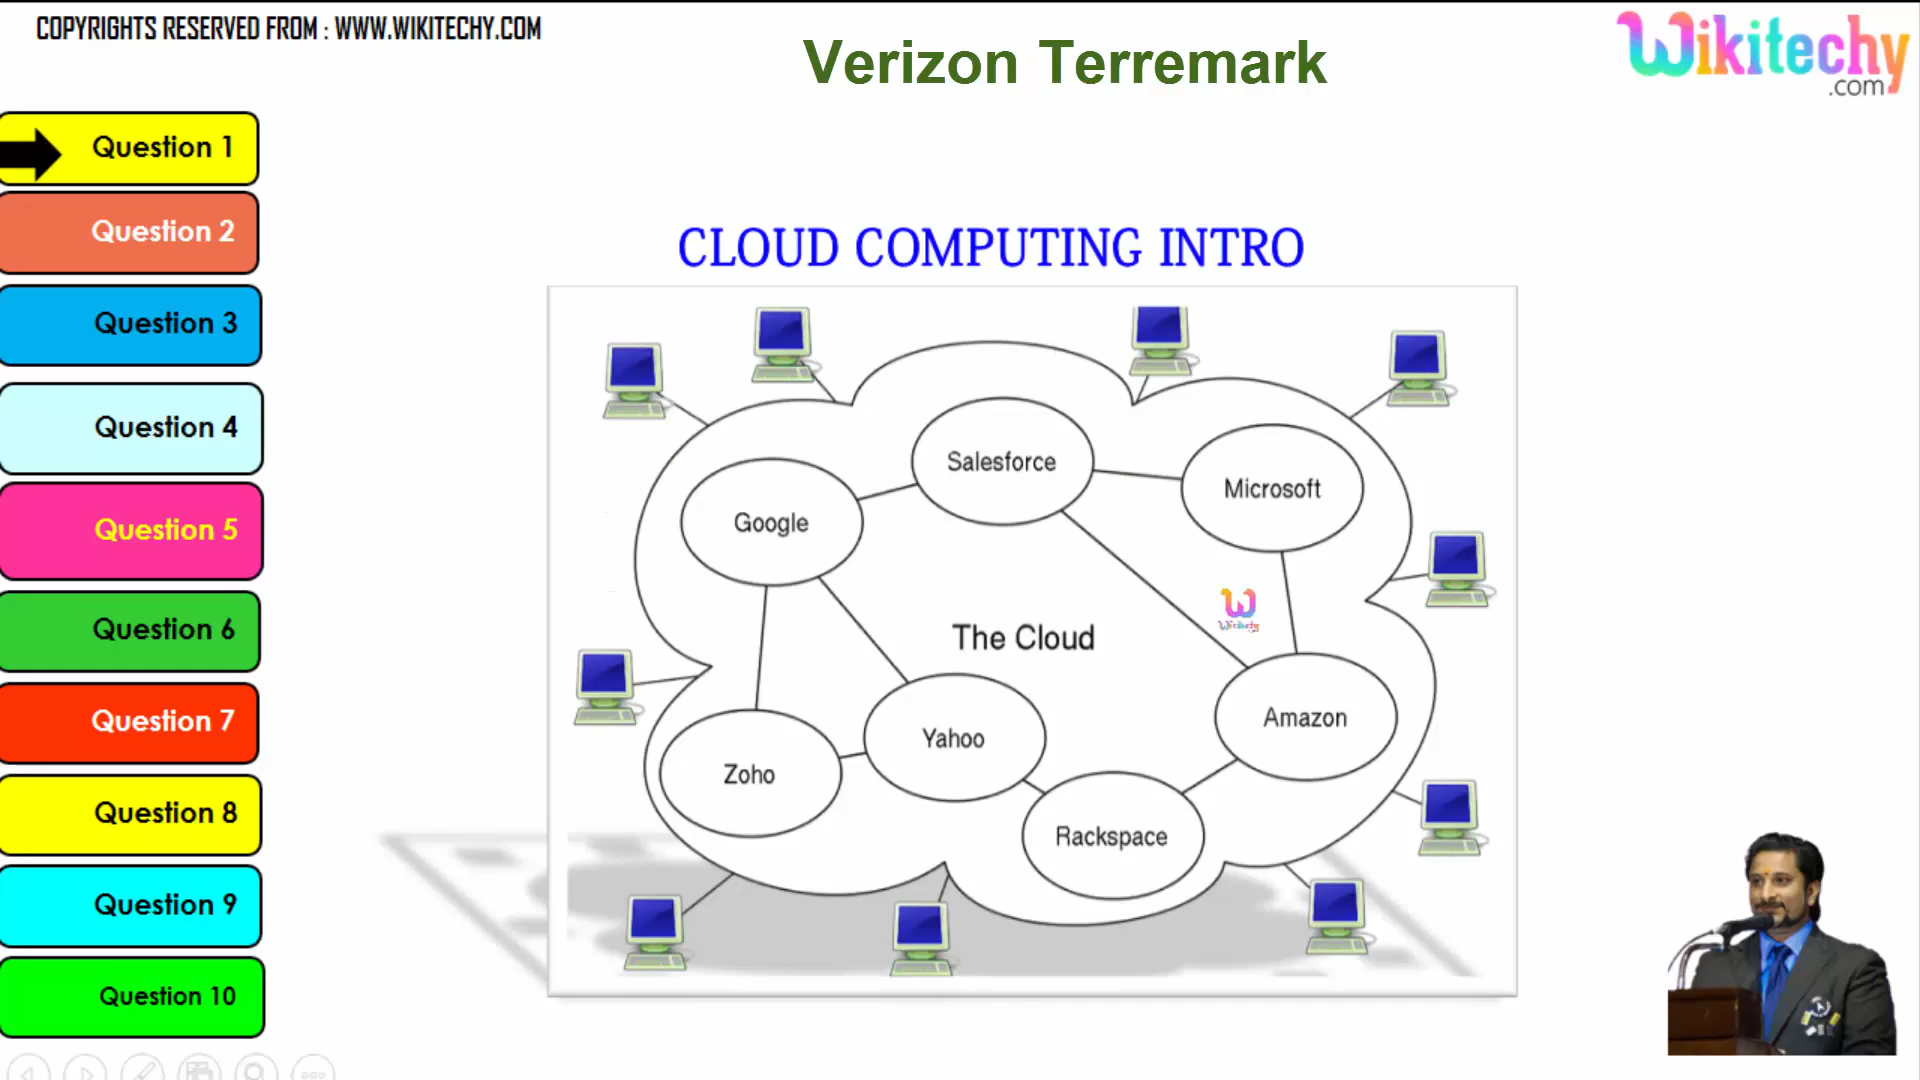 COPYRIGHTS RESERVED FROM : WWW.WIKITECHY.COM
Verizon Terremark
Wikitechy
.com
Question 1
Question 2
Question 3
Question 4
Question 5
Question 6
Question 7
Question 8
Question 9
Question 10
CLOUD COMPUTING INTRO
Salesforce
Microsoft
Google
Wikitechy
The Cloud
Amazon
Yahoo
Zoho
Rackspace